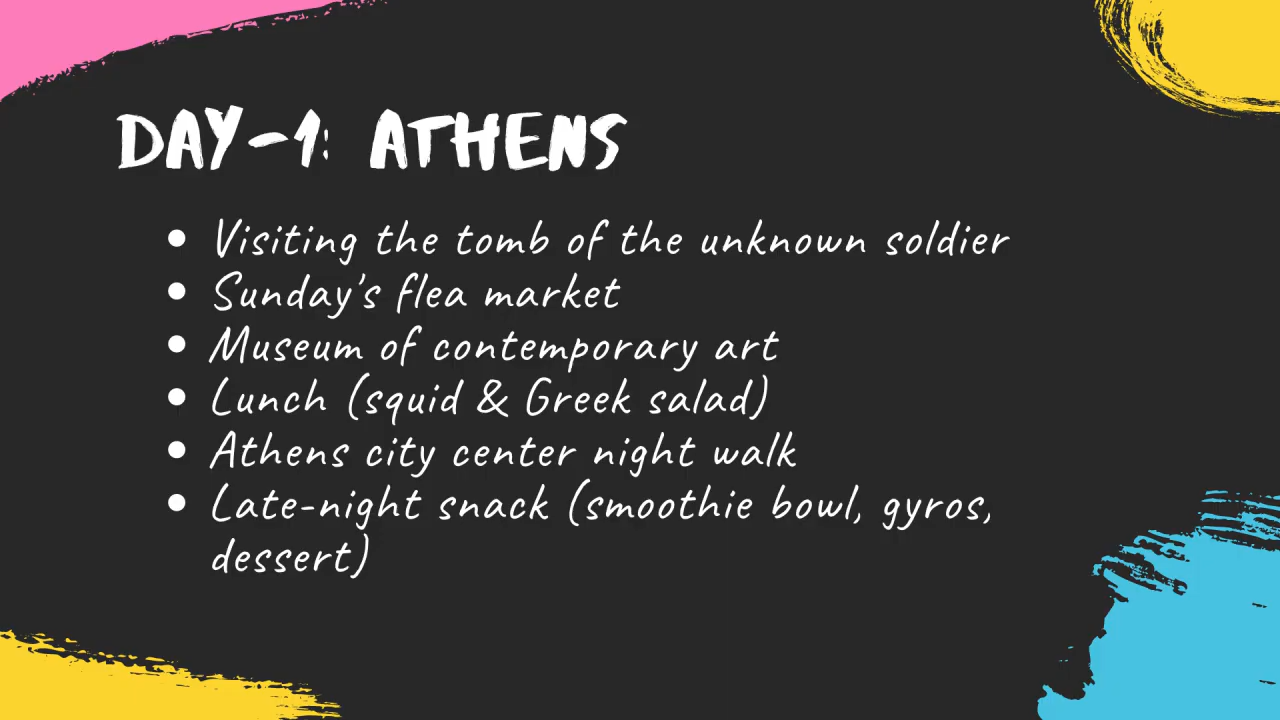 DAY-1: ATHENS
• Visiting the tomb of the unknown soldier
• Sunday's flea market
• Museum of contemporary art
• Lunch (squid & Greek salad)
• Athens city center night walk
• Late-night snack (smoothie bowl, gyros,
dessert)